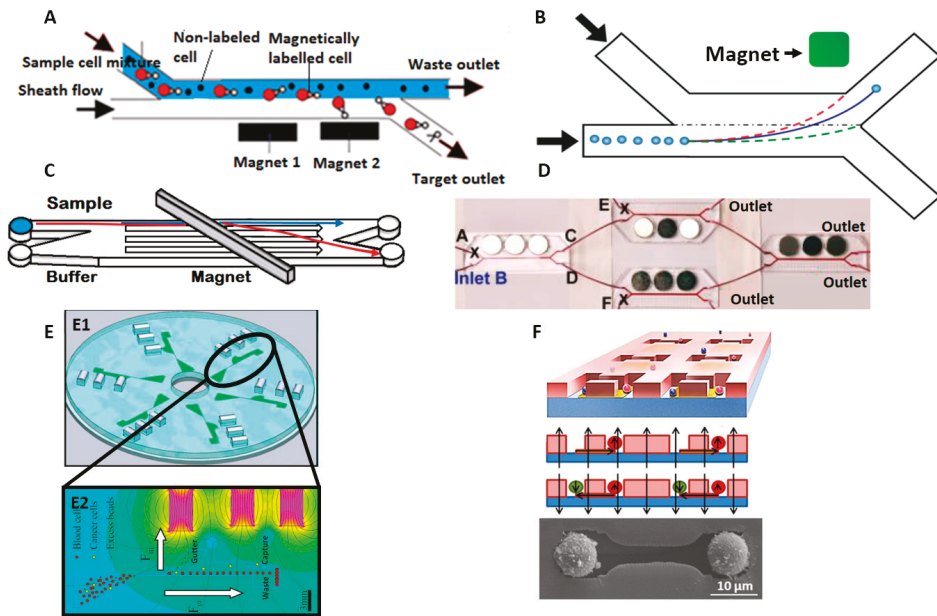 A
Non-labeled
cell
Magnetically
labelled cell
Sample cell mixture
Waste outlet
Sheath flow
Magnet 1
Magnet 2
Target outlet
B
Magnet
C
Sample
Buffer
Magnet
D
E
X
Outlet
A
X
C
Outlet
Inlet B
D
F
X
Outlet
Outlet
E
E1
E2
Blood cells
Cancer cells
Excess beads
Gutter
Capture
Waste
3mm
F
10 µm